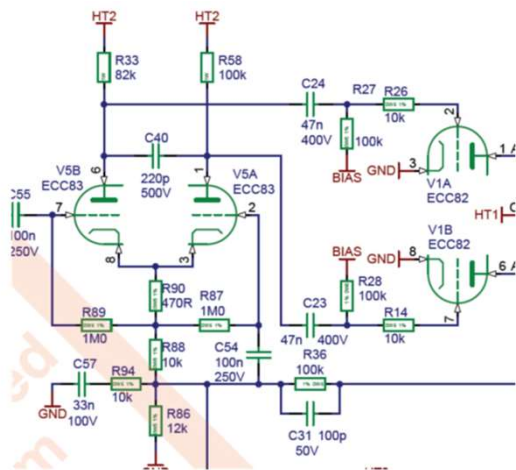 HT2
HT2
R33
82k
R58
100k
C24
47n
400V
R27
100k
BIAS
R26
10k
2
GND
3
1 A
V1A
ECC82
C40
220p
500V
V5B
ECC83
6
7
8
V5A
ECC83
1
2
3
C55
100n
250V
HT1
V1B
ECC82
8
6 A
7
BIAS
GND
R28
100k
R14
10k
C23
47n
400V
R90
470R
R89
1M0
R87
1M0
R88
10k
C54
100n
250V
R36
100k
C31 100p
50V
C57
33n
100V
R94
10k
GND
R86
12k